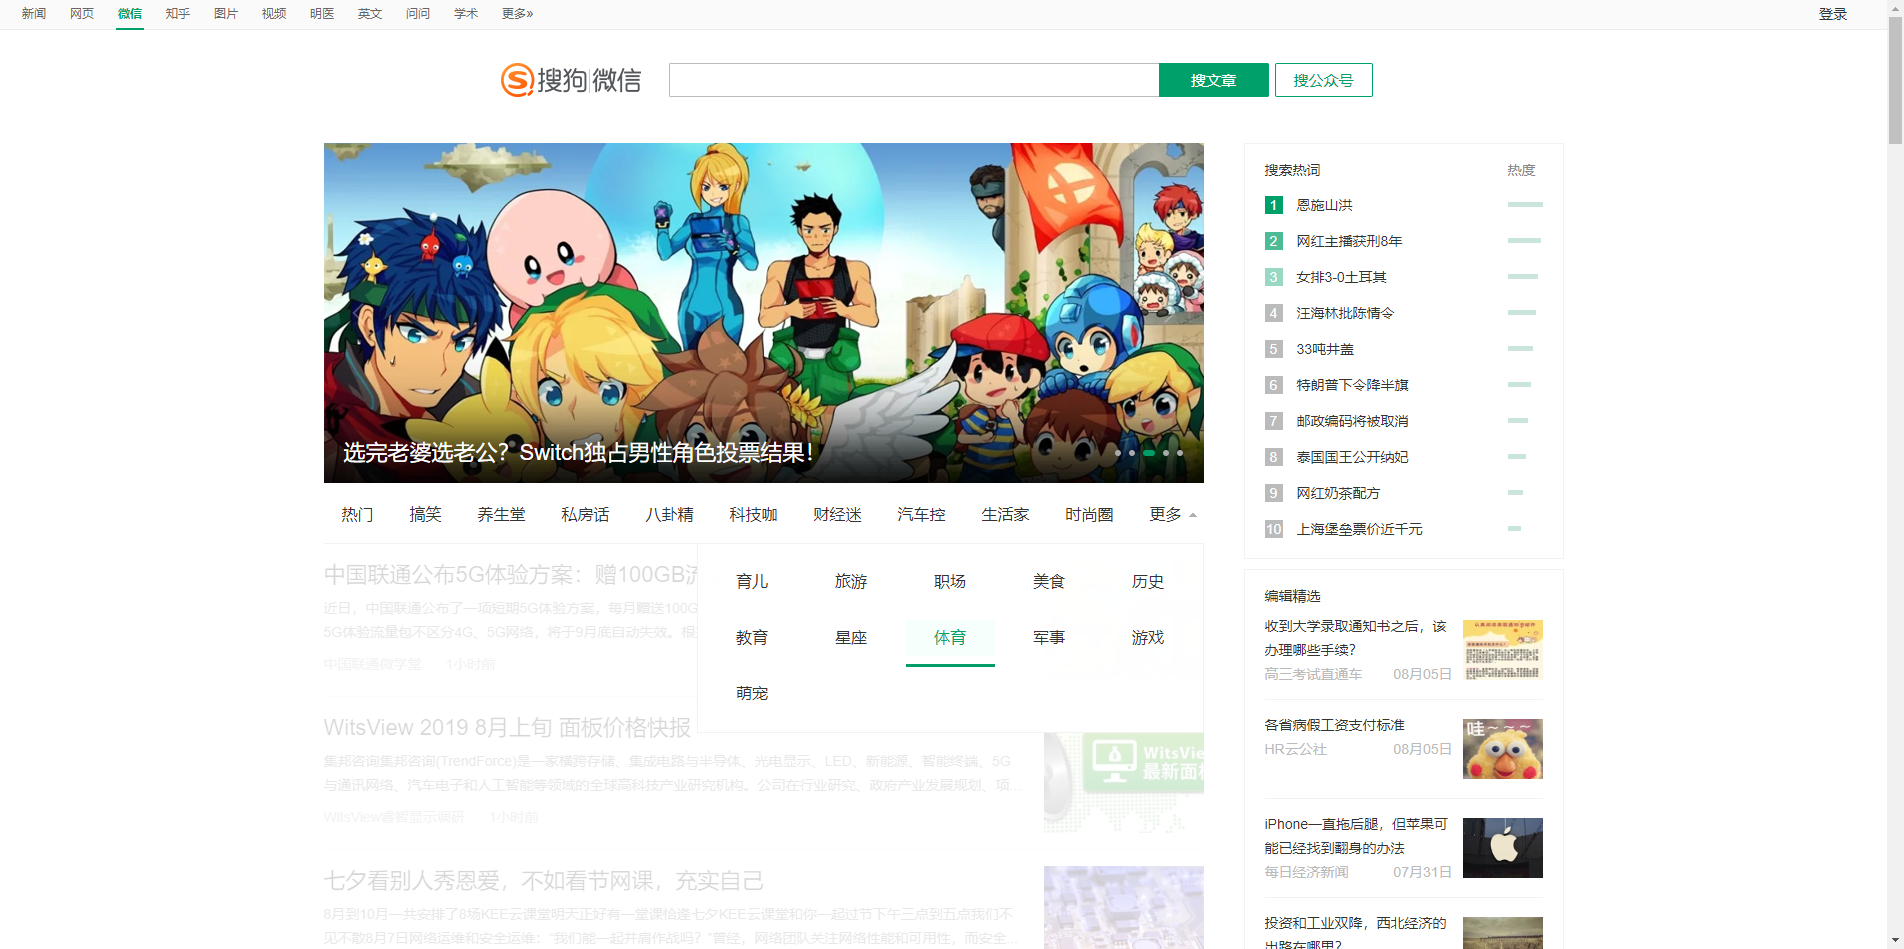 新闻 网页 微信 知乎 图片 视频 明医 英文 问问 学术 更多» 登录
搜狗|微信 搜文章 搜公众号
选完老婆选老公？Switch独占男性角色投票结果！
热门 搞笑 养生堂 私房话 八卦精 科技咖 财经迷 汽车控 生活家 时尚圈 更多
育儿 旅游 职场 美食 历史
教育 星座 体育 军事 游戏
萌宠
中国联通公布5G体验方案：赠100GB流
近日，中国联通公布了一项短期5G体验方案，每月赠送100G
5G体验流量包不区分4G、5G网络，将于9月底自动失效。根
中国联通微学堂 1小时前
WitsView 2019 8月上旬 面板价格快报
集邦咨询集邦咨询(TrendForce)是一家横跨存储、集成电路与半导体、光电显示、LED、新能源、智能终端、5G
与通讯网络、汽车电子和人工智能等领域的全球高科技产业研究机构。公司在行业研究、政府产业发展规划、项...
WitsView睿智显示调研 1小时前
WitsVie
最新面板
七夕看别人秀恩爱，不如看节网课，充实自己
8月到10月一共安排了8场KEE云课堂明天正好有一堂课恰逢七夕KEE云课堂和你一起过节下午三点到五点我们不
见不散8月7日网络运维和安全运维：“我们能一起并肩作战吗？”曾经，网络团队关注网络性能和可用性，而安全...
搜索热词 热度
1 恩施山洪
2 网红主播获刑8年
3 女排3-0土耳其
4 汪海林批陈情令
5 33吨井盖
6 特朗普下令降半旗
7 邮政编码将被取消
8 泰国国王公开纳妃
9 网红奶茶配方
10 上海堡垒票价近千元
编辑精选
收到大学录取通知书之后，该
办理哪些手续?
高三考试直通车 08月05日
各省病假工资支付标准
HR云公社 08月05日
哇～～～
iPhone一直拖后腿，但苹果可
能已经找到翻身的办法
每日经济新闻 07月31日
投资和工业双降，西北经济的
出路在哪里?